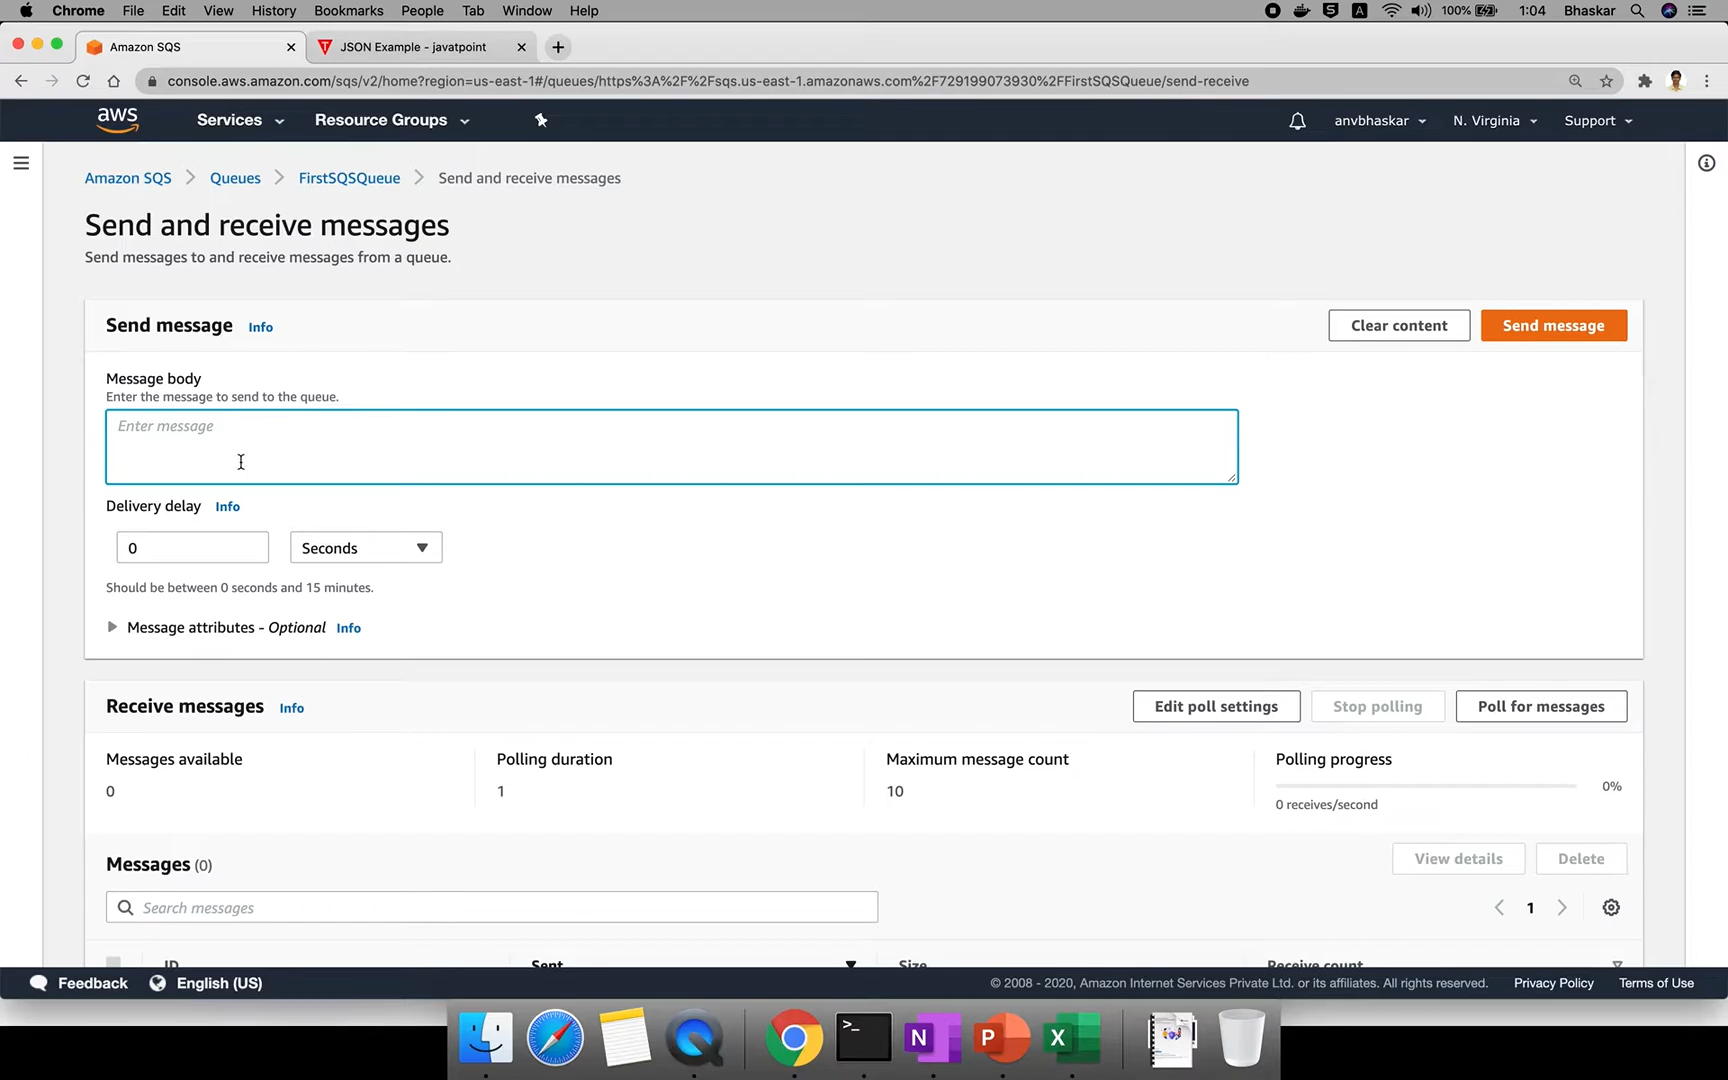 Chrome File Edit View History Bookmarks People Tab Window Help
100% 1:04 Bhaskar
Amazon SQS
JSON Example - javatpoint
console.aws.amazon.com/sqs/v2/home?region=us-east-1#/queues/https%3A%2F%2Fsqs.us-east-1.amazonaws.com%2F729199073930%2FFirstSQSQueue/send-receive
aws Services Resource Groups anvbhaskar N. Virginia Support
Amazon SQS Queues FirstSQSQueue Send and receive messages
Send and receive messages
Send messages to and receive messages from a queue.
Send message Info Clear content Send message
Message body
Enter the message to send to the queue.
Enter message
Delivery delay Info
0 Seconds
Should be between 0 seconds and 15 minutes.
Message attributes - Optional Info
Receive messages Info Edit poll settings Stop polling Poll for messages
Messages available Polling duration Maximum message count Polling progress
0 1 10 0%
0 receives/second
Messages (0) View details Delete
Search messages 1
ID Sent Size Receive count
Feedback English (US) © 2008 - 2020, Amazon Internet Services Private Ltd. or its affiliates. All rights reserved. Privacy Policy Terms of Use
>_ N P X